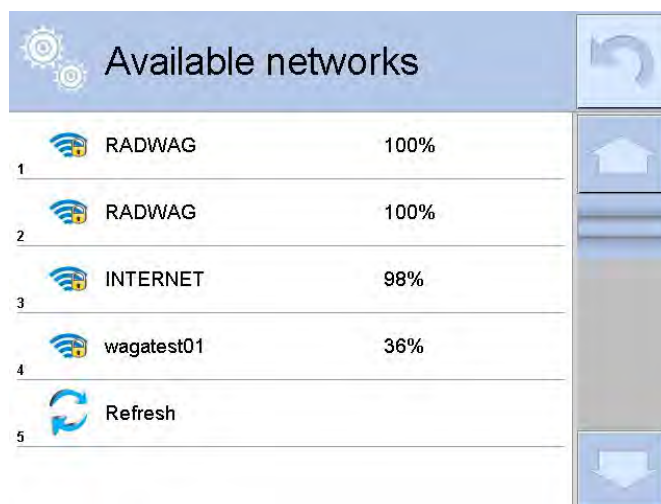 Available networks
RADWAG 100%
1
RADWAG 100%
2
INTERNET 98%
3
wagatest01 36%
4
Refresh
5